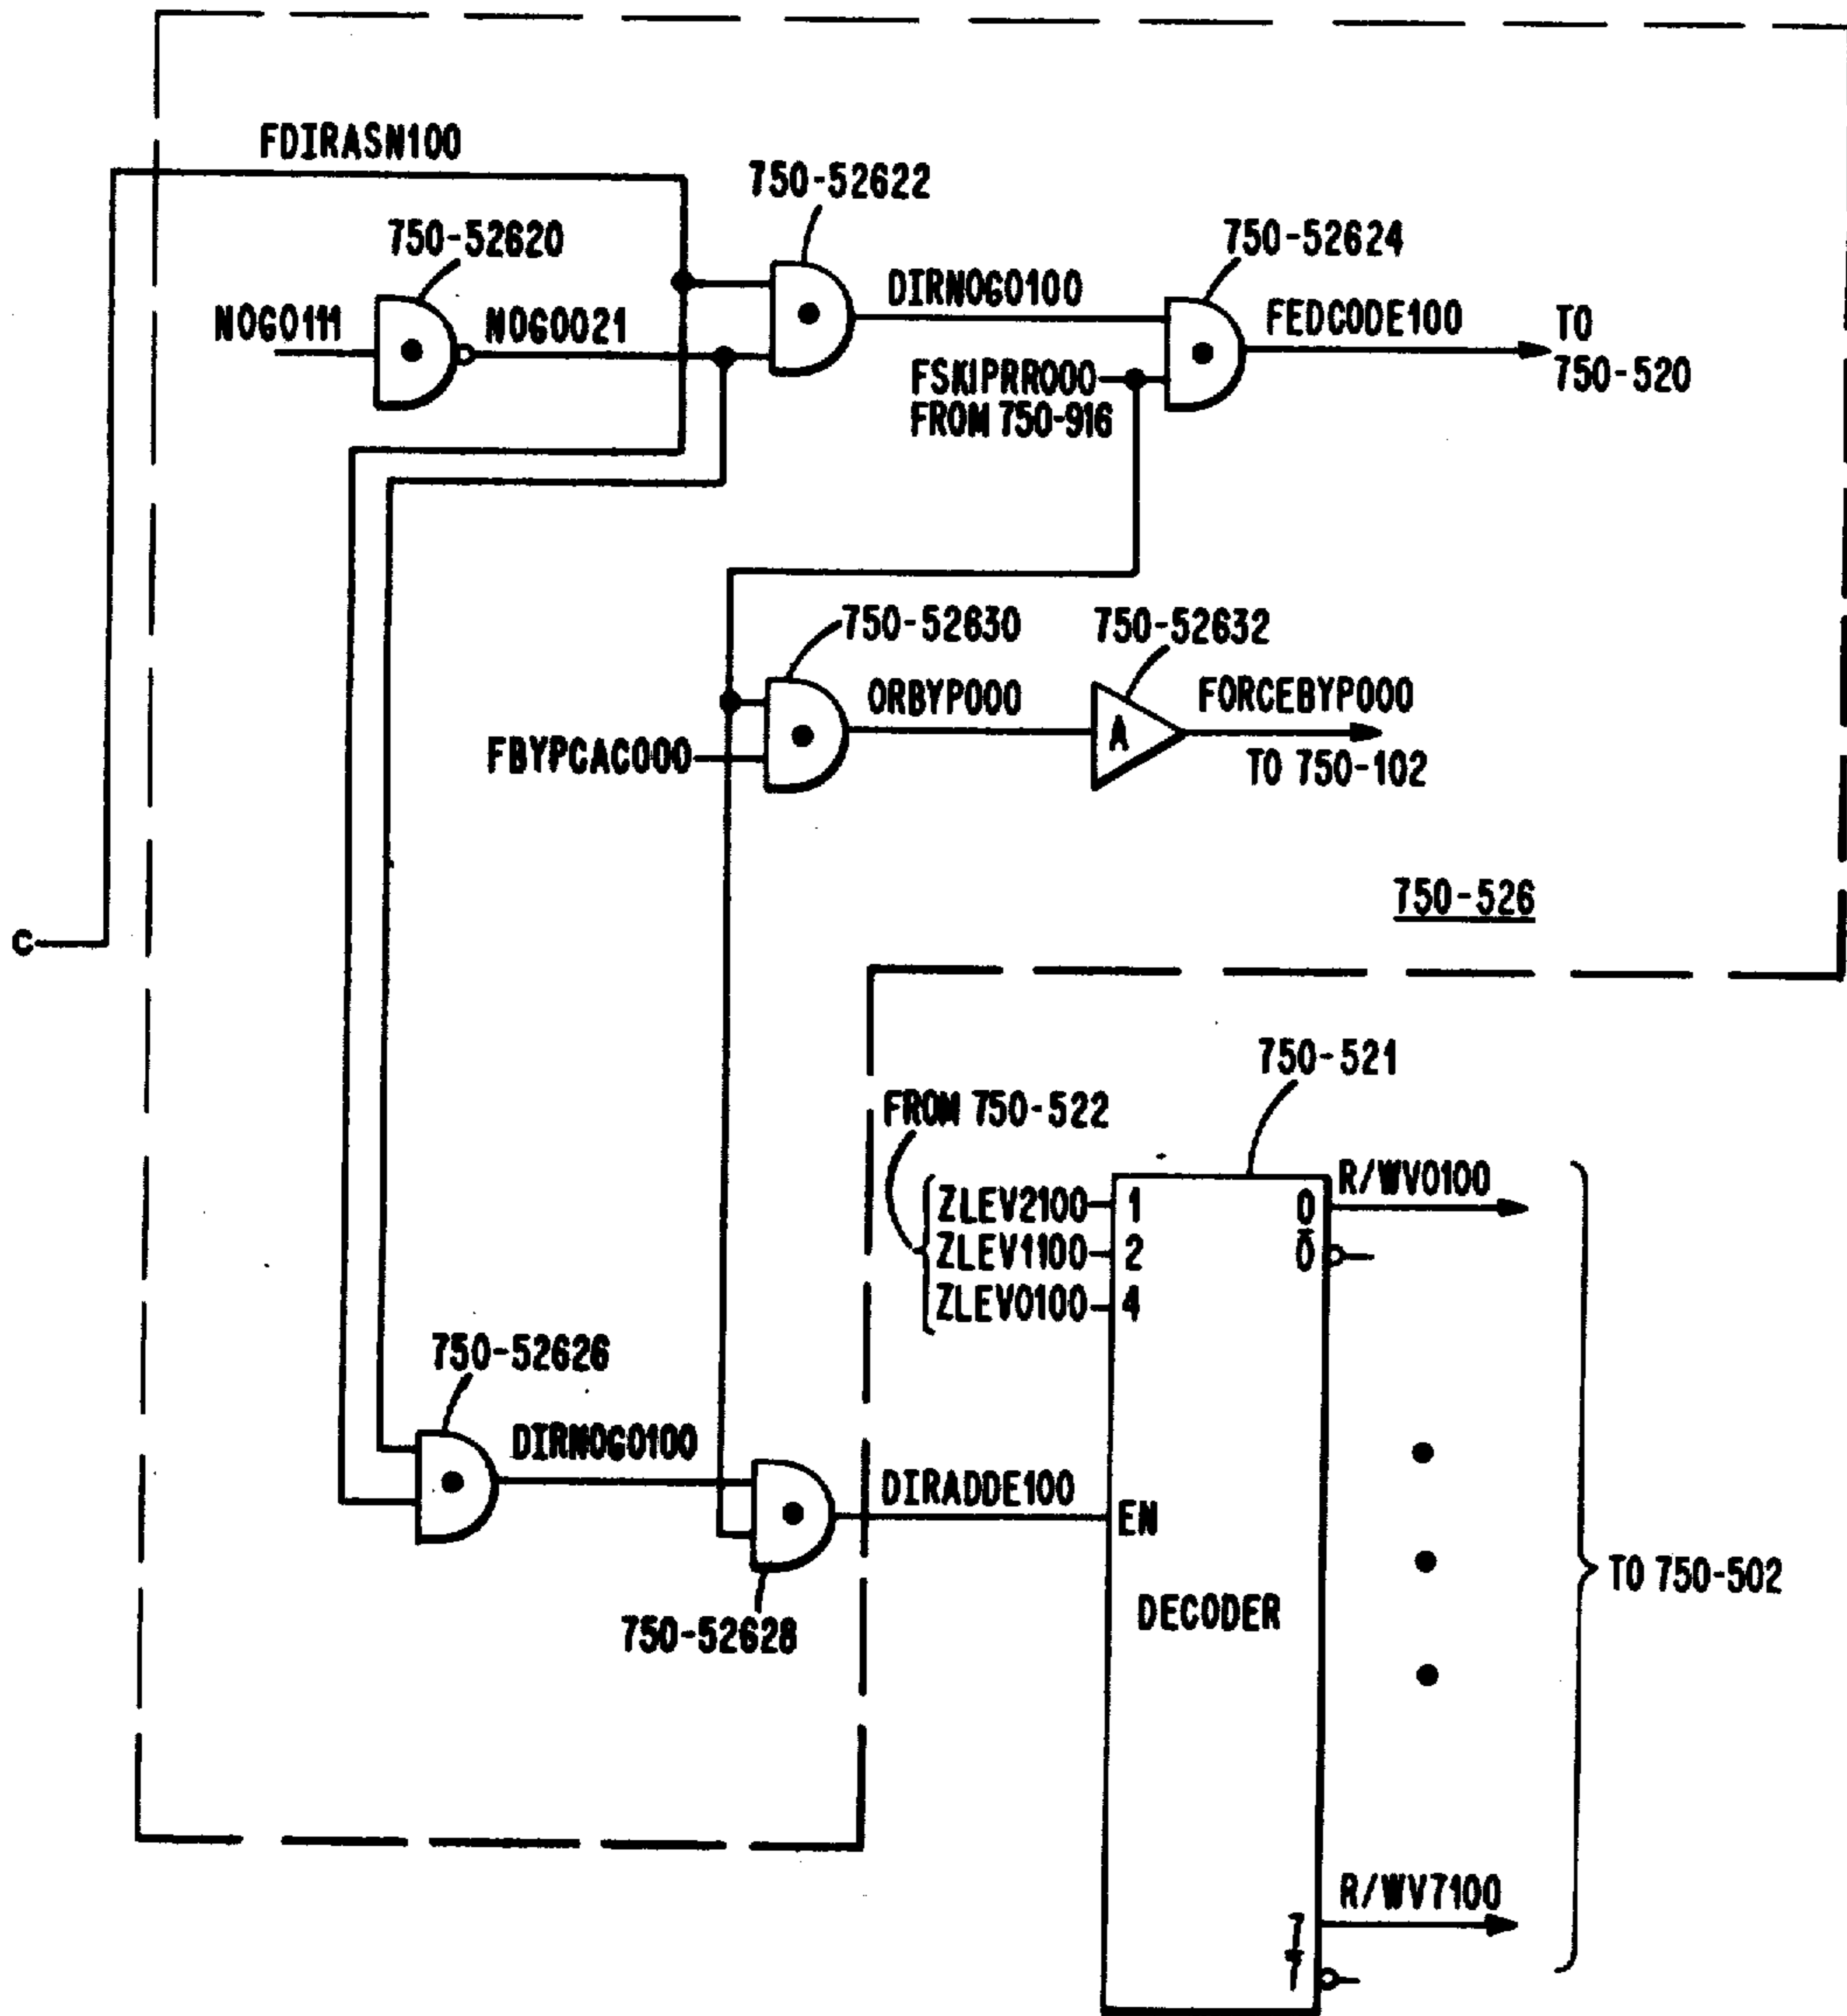 FDIRASN100
750-52622
750-52620
750-52624
NOGO111
NOGO021
DIRNOGO100
FEDCODE100
TO
750-520
FSKIPRR000
FROM 750-916
750-52630
750-52632
ORBYP000
FORCEBYP000
A
FBYPCAC000
TO 750-102
750-526
C
750-521
FROM 750-522
R/WV0100
ZLEV2100
1
0
ZLEV1100
2
0
ZLEV0100
4
750-52626
DIRNOGO100
DIRADDE100
EN
DECODER
TO 750-502
750-52628
R/WV7100
7
7